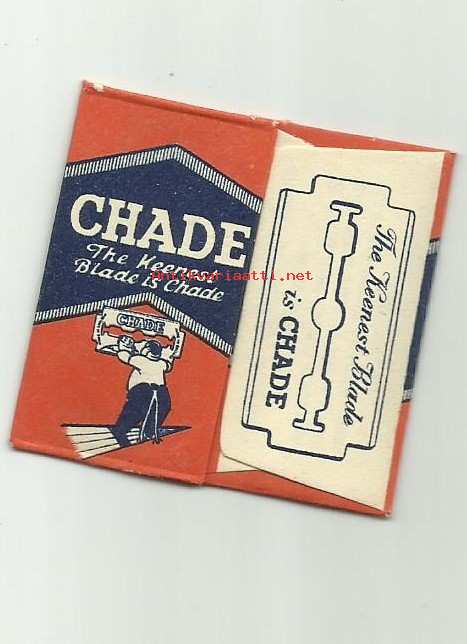 CHADE
The Keenest
Blade is Chade
antikvariaatti.net
CHADE
The Keenest Blade
is CHADE